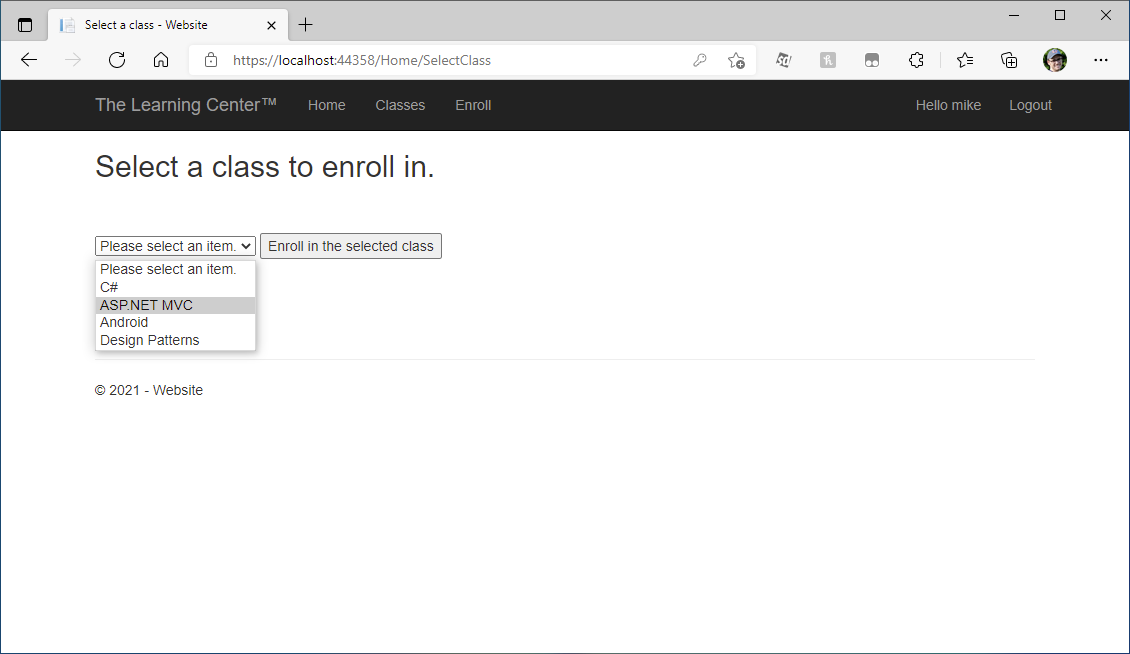 Select a class - Website
https://localhost:44358/Home/SelectClass
The Learning Center™ Home Classes Enroll Hello mike Logout
Select a class to enroll in.
Please select an item. Enroll in the selected class
Please select an item.
C#
ASP.NET MVC
Android
Design Patterns
© 2021 - Website